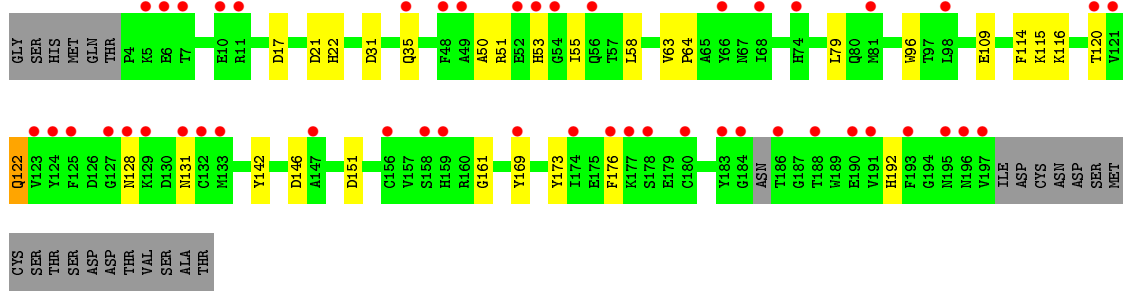 GLY SER HIS MET GLN THR P4 K5 E6 T7 E10 R11 D17 D21 H22 D31 Q35 F48 A49 A50 R51 E52 H53 G54 I55 Q56 T57 L58 V63 P64 A65 Y66 N67 I68 H74 L79 Q80 M81 W96 T97 L98 E109 F114 K115 K116 T120 V121
Q122 V123 Y124 F125 D126 G127 N128 K129 D130 N131 C132 M133 Y142 D146 A147 D151 C156 V157 S158 H159 R160 G161 Y169 Y173 I174 E175 F176 K177 S178 E179 C180 Y183 G184 ASN T186 G187 T188 W189 E190 V191 H192 F193 G194 N195 N196 V197 ILE ASP CYS ASN ASP SER MET
CYS SER THR SER ASP ASP THR VAL SER ALA THR